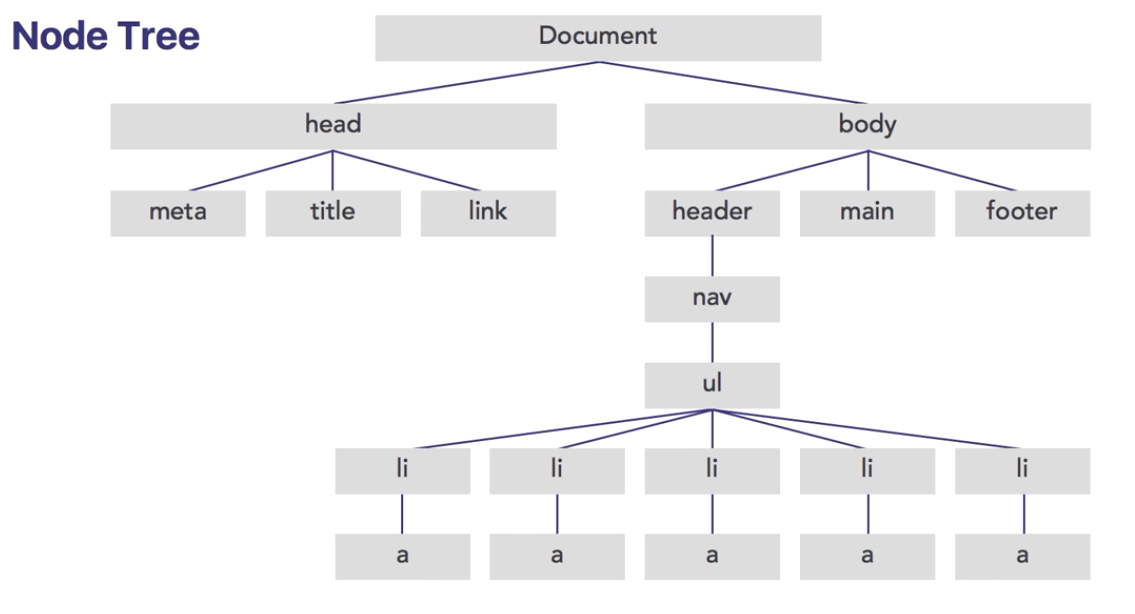 Node Tree
Document
head
body
meta
title
link
header
main
footer
nav
ul
li
li
li
li
li
a
a
a
a
a